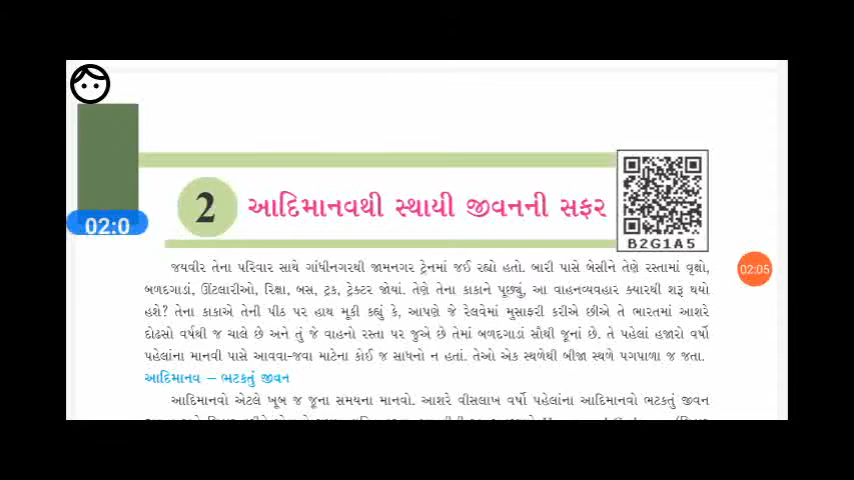 2 આદિમાનવથી સ્થાયી જીવનની સફર
B2G1A5
02:0
02:05
જયવીર તેના પરિવાર સાથે ગાંધીનગરથી જામનગર ટ્રેનમાં જઈ રહ્યો હતો. બારી પાસે બેસીને તેણે રસ્તામાં વૃક્ષો,
બળદગાડાં, ઊંટલારીઓ, રિક્ષા, બસ, ટ્રક, ટ્રેક્ટર જોયાં. તેણે તેના કાકાને પૂછ્યું, આ વાહનવ્યવહાર ક્યારથી શરૂ થયો
હશે? તેના કાકાએ તેની પીઠ પર હાથ મૂકી કહ્યું કે, આપણે જે રેલવેમાં મુસાફરી કરીએ છીએ તે ભારતમાં આશરે
દોઢસો વર્ષથી જ ચાલે છે અને તું જે વાહનો રસ્તા પર જુએ છે તેમાં બળદગાડાં સૌથી જૂનાં છે. તે પહેલાં હજારો વર્ષો
પહેલાંના માનવી પાસે આવવા-જવા માટેના કોઈ જ સાધનો ન હતાં. તેઓ એક સ્થળેથી બીજા સ્થળે પગપાળા જ જતા.
આદિમાનવ – ભટકતું જીવન
આદિમાનવો એટલે ખૂબ જ જૂના સમયના માનવો. આશરે વીસલાખ વર્ષો પહેલાંના આદિમાનવો ભટકતું જીવન